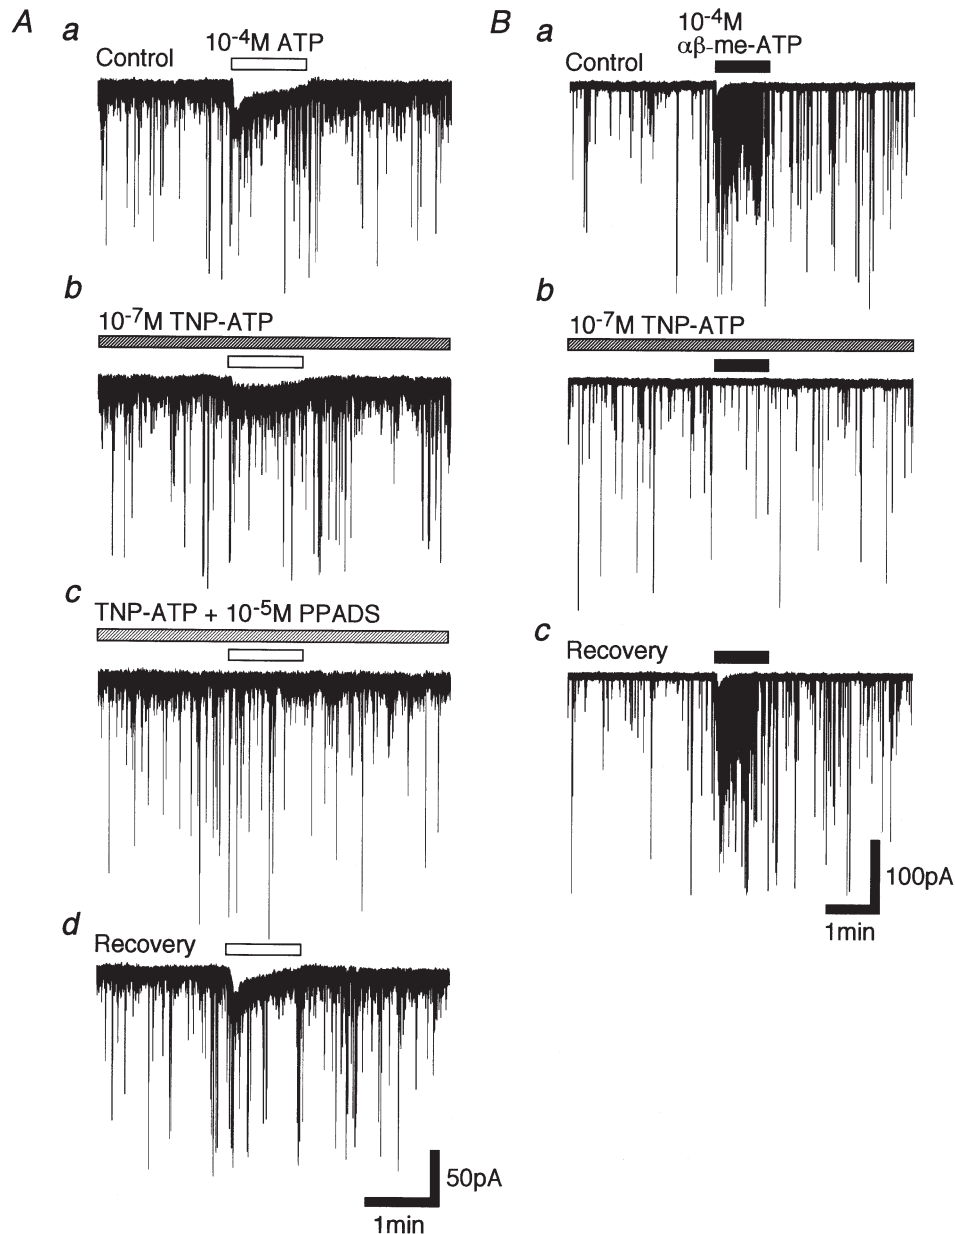 A
a
Control
10-4M ATP
b
10-7M TNP-ATP
c
TNP-ATP + 10-5M PPADS
d
Recovery
50pA
1min
B
a
Control
10-4M
αβ-me-ATP
b
10-7M TNP-ATP
c
Recovery
100pA
1min